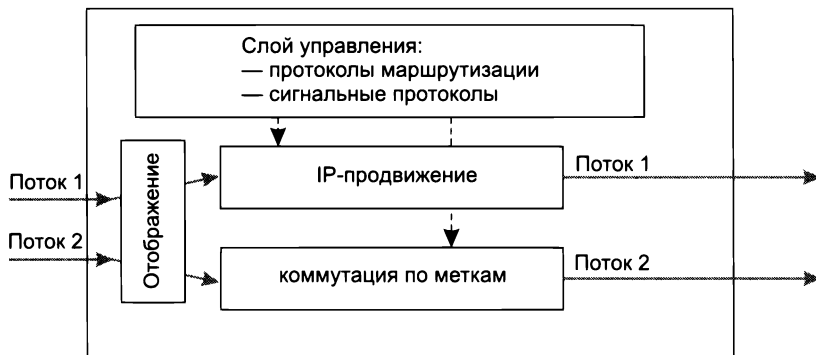 Слой управления:
— протоколы маршрутизации
— сигнальные протоколы
Поток 1
Поток 2
Отображение
IP-продвижение
Поток 1
коммутация по меткам
Поток 2